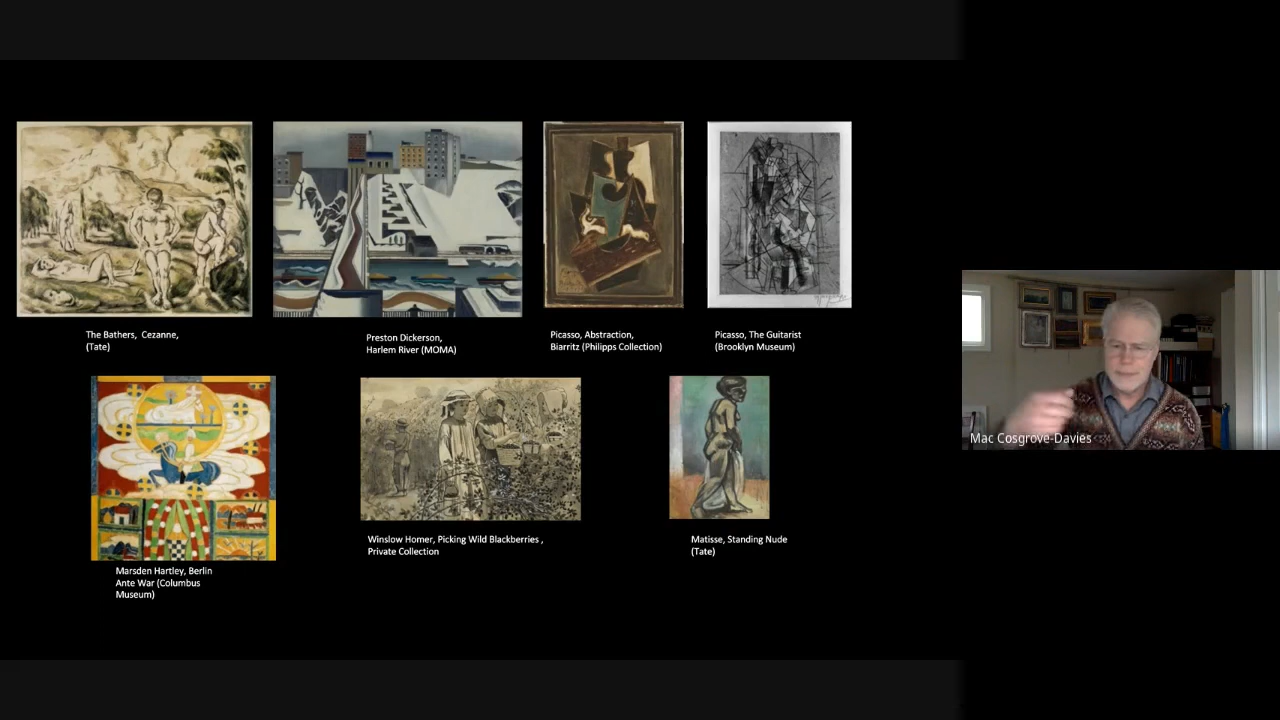 The Bathers, Cezanne,
(Tate)
Preston Dickerson,
Harlem River (MOMA)
Picasso, Abstraction,
Biarritz (Philipps Collection)
Picasso, The Guitarist
(Brooklyn Museum)
Marsden Hartley, Berlin
Ante War (Columbus
Museum)
Winslow Homer, Picking Wild Blackberries ,
Private Collection
Matisse, Standing Nude
(Tate)
Mac Cosgrove-Davies